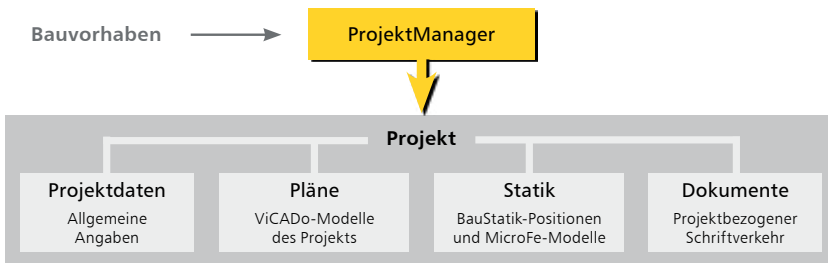 Bauvorhaben
ProjektManager
Projekt
Projektdaten
Allgemeine
Angaben
Pläne
ViCADo-Modelle
des Projekts
Statik
BauStatik-Positionen
und MicroFe-Modelle
Dokumente
Projektbezogener
Schriftverkehr